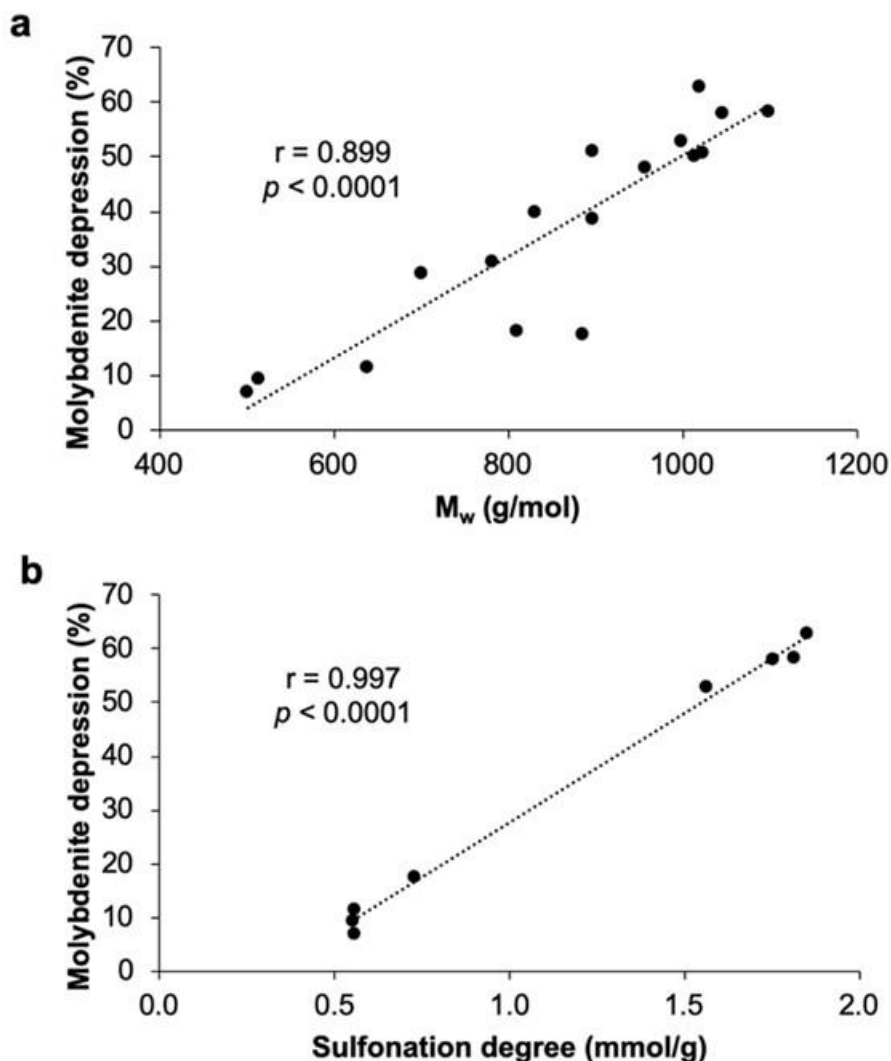 a
Molybdenite depression (%)
70
60
50
40
30
20
10
0
r = 0.899
p < 0.0001
400 600 800 1000 1200
Mw (g/mol)
b
Molybdenite depression (%)
70
60
50
40
30
20
10
0
r = 0.997
p < 0.0001
0.0 0.5 1.0 1.5 2.0
Sulfonation degree (mmol/g)